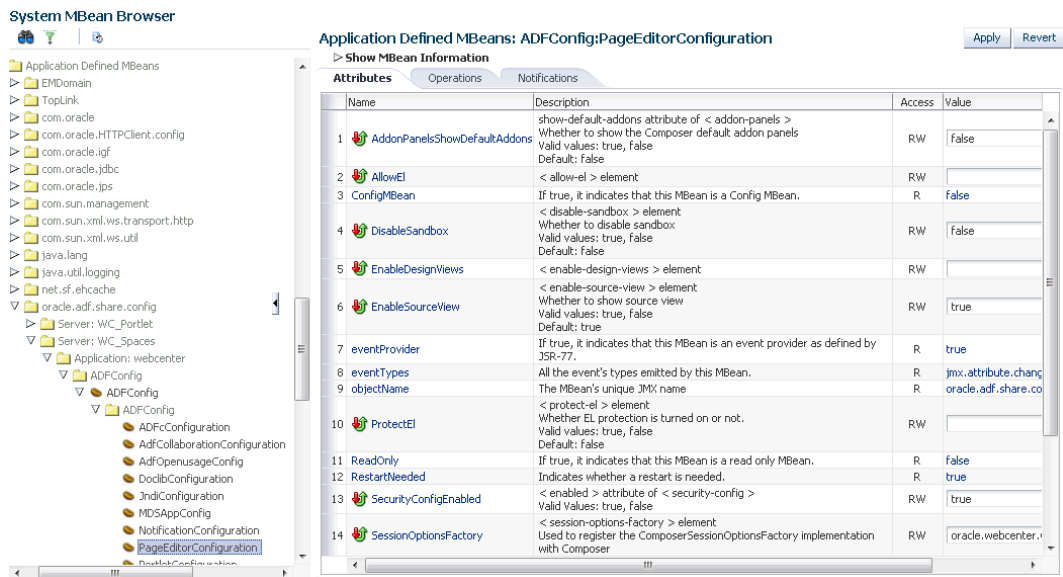 System MBean Browser
Application Defined MBeans
EMDomain
TopLink
com.oracle
com.oracle.HTTPClient.config
com.oracle.igf
com.oracle.jdbc
com.oracle.jps
com.sun.management
com.sun.xml.ws.transport.http
com.sun.xml.ws.util
java.lang
java.util.logging
net.sf.ehcache
oracle.adf.share.config
Server: WC_Portlet
Server: WC_Spaces
Application: webcenter
ADFConfig
ADFConfig
ADFConfig
ADFcConfiguration
AdfCollaborationConfiguration
AdfOpenusageConfig
DoclibConfiguration
JndiConfiguration
MDSAppConfig
NotificationConfiguration
PageEditorConfiguration
PortletConfiguration
Application Defined MBeans: ADFConfig:PageEditorConfiguration
Apply Revert
Show MBean Information
Attributes Operations Notifications
Name Description Access Value
show-default-addons attribute of < addon-panels >
Whether to show the Composer default addon panels
1 AddonPanelsShowDefaultAddons RW false
Valid values: true, false
Default: false
2 AllowEl < allow-el > element RW
3 ConfigMBean If true, it indicates that this MBean is a Config MBean. R false
< disable-sandbox > element
Whether to disable sandbox
4 DisableSandbox RW false
Valid values: true, false
Default: false
5 EnableDesignViews < enable-design-views > element RW
< enable-source-view > element
Whether to show source view
6 EnableSourceView RW true
Valid values: true, false
Default: true
If true, it indicates that this MBean is an event provider as defined by
7 eventProvider R true
JSR-77.
8 eventTypes All the event's types emitted by this MBean. R jmx.attribute.chang
9 objectName The MBean's unique JMX name R oracle.adf.share.co
< protect-el > element
Whether EL protection is turned on or not.
10 ProtectEl RW
Valid values: true, false
Default: false
11 ReadOnly If true, it indicates that this MBean is a read only MBean. R false
12 RestartNeeded Indicates whether a restart is needed. R true
< enabled > attribute of < security-config >
13 SecurityConfigEnabled RW true
Valid Values: true, false
< session-options-factory > element
14 SessionOptionsFactory Used to register the ComposerSessionOptionsFactory implementation RW oracle.webcenter.
with Composer